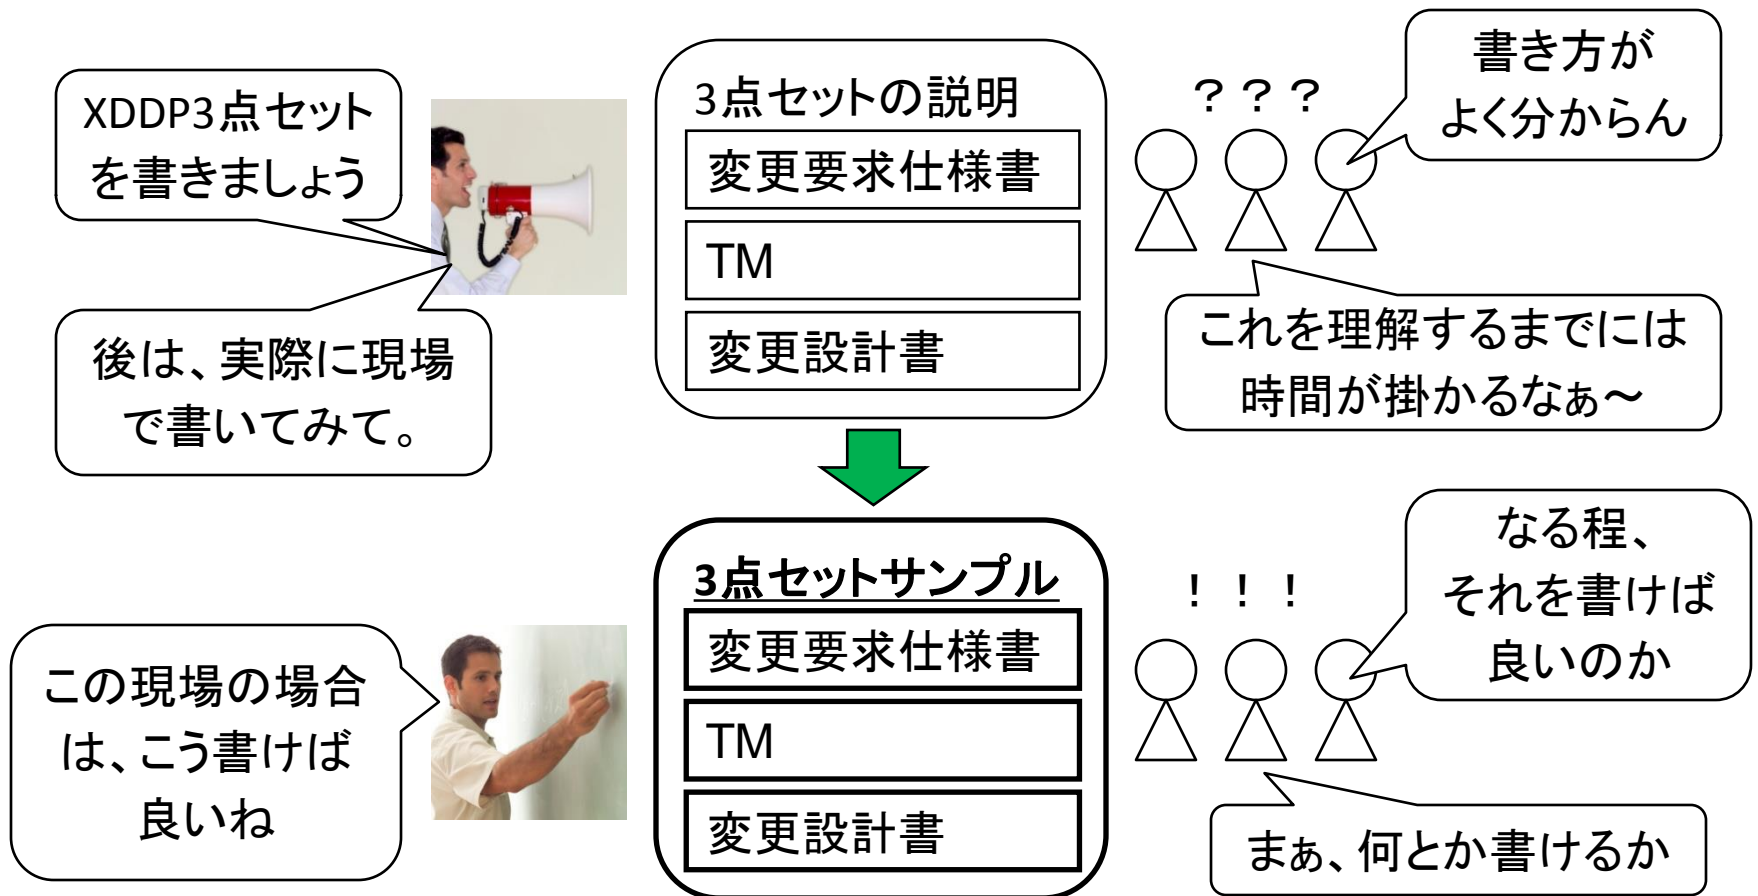 XDDP3点セット
を書きましょう
後は、実際に現場
で書いてみて。
3点セットの説明
変更要求仕様書
TM
変更設計書
？？？
書き方が
よく分からん
これを理解するまでには
時間が掛かるなぁ～
この現場の場合
は、こう書けば
良いね
3点セットサンプル
変更要求仕様書
TM
変更設計書
！！！
なる程、
それを書けば
良いのか
まぁ、何とか書けるか